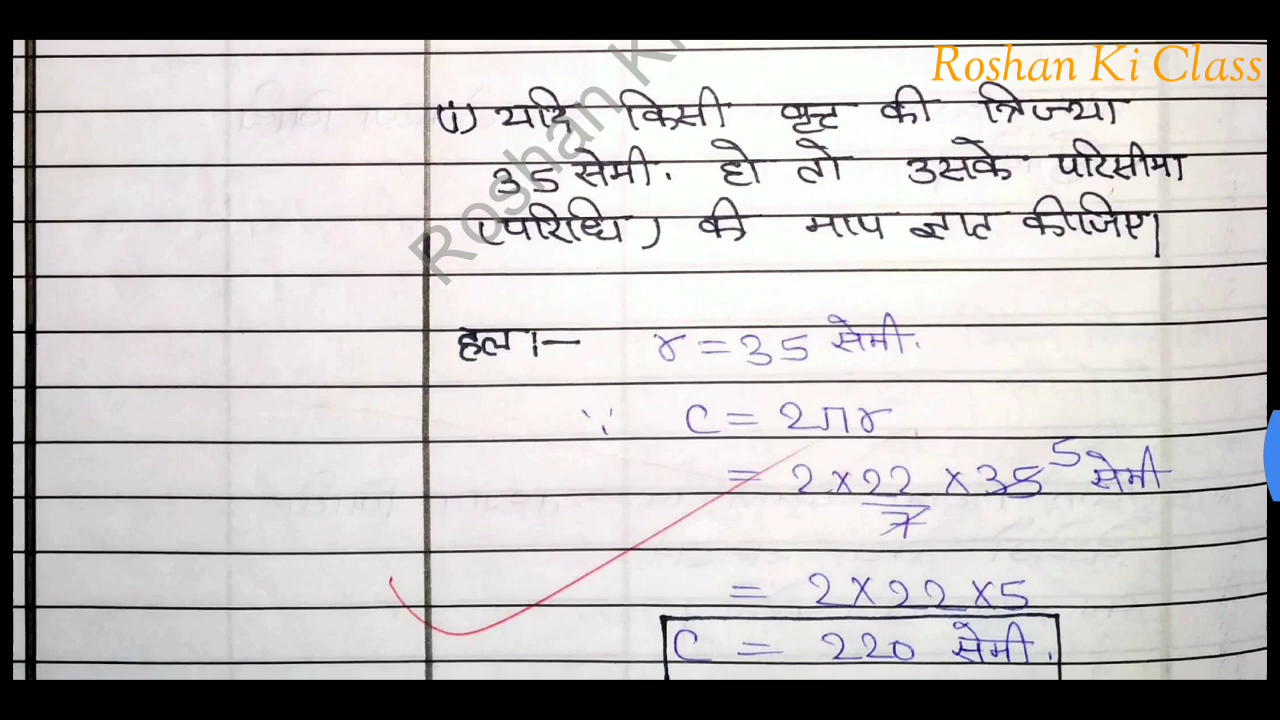 Roshan Ki Class
(i) यदि किसी वृत्त की त्रिज्या
35 सेमी. हो तो उसके परिसीमा
(परिधि) की माप ज्ञात कीजिए।
हल :- r = 35 सेमी.
∵ C = 2πr
= 2 × 22/7 × 35 5 सेमी
= 2 × 22 × 5
C = 220 सेमी.
Roshan K